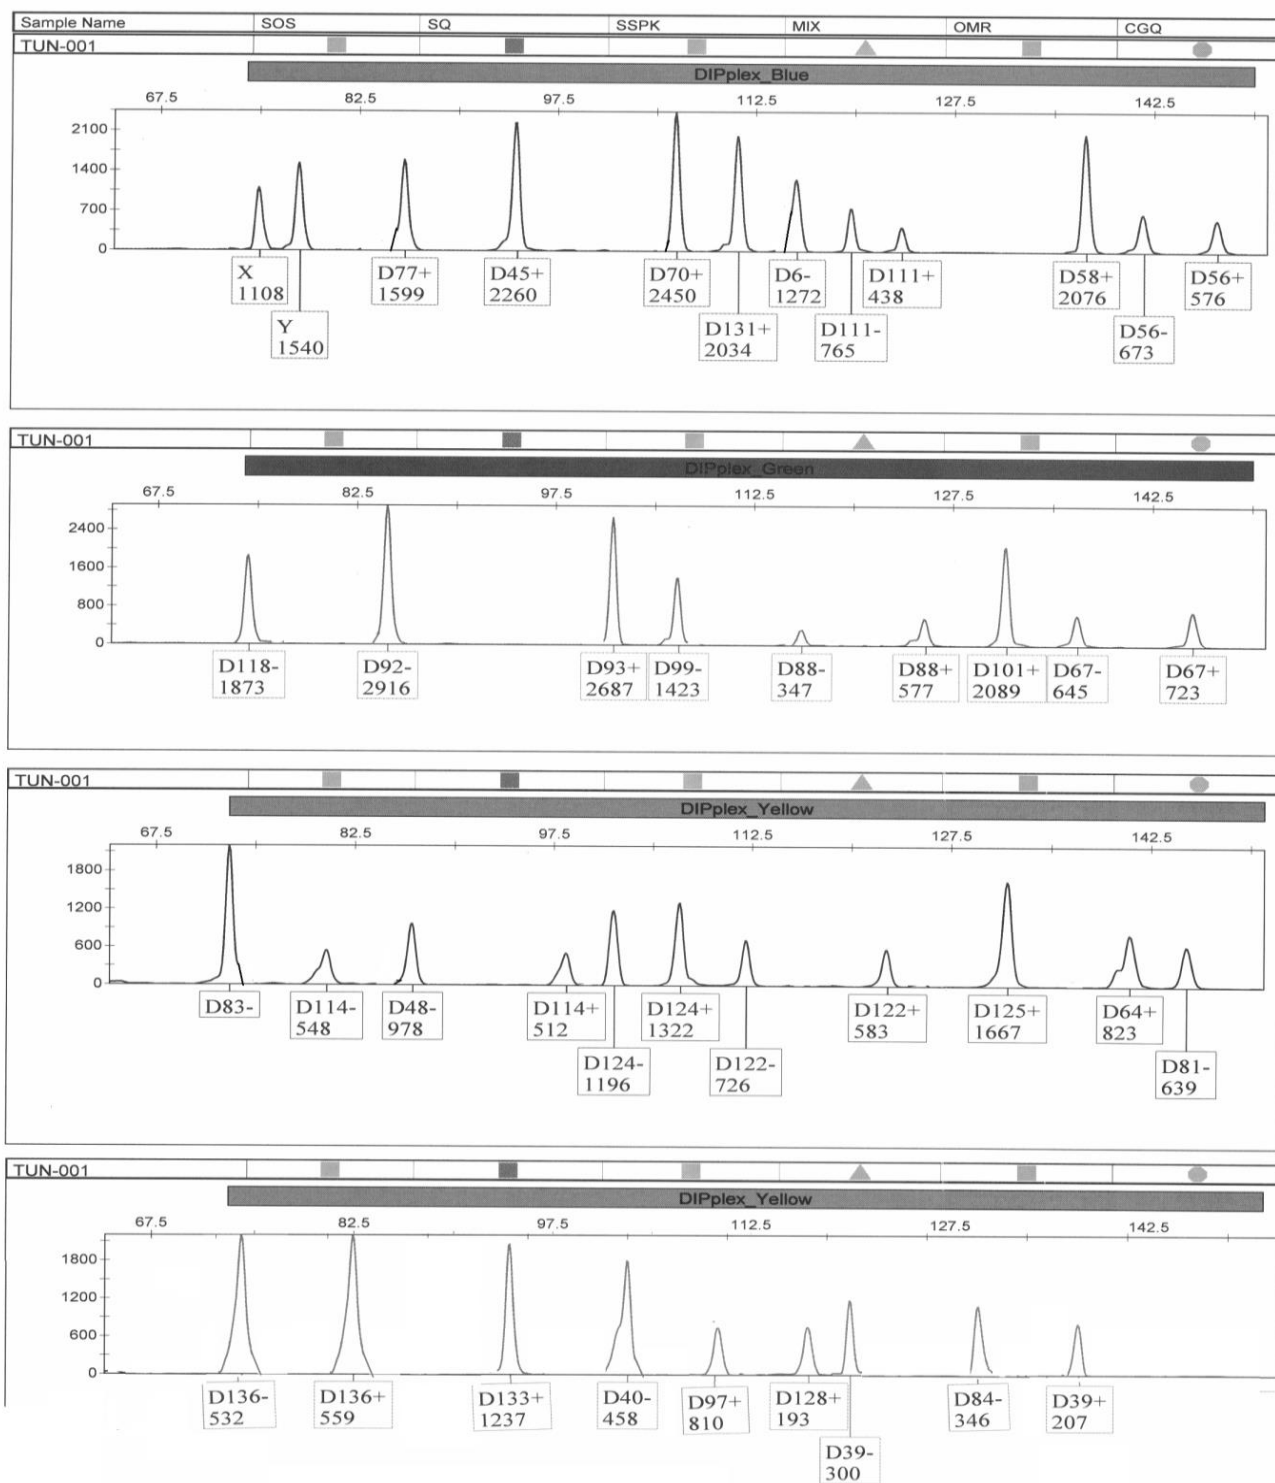 Sample Name SOS SQ SSPK MIX OMR CGQ
TUN-001
DIPplex_Blue
67.5 82.5 97.5 112.5 127.5 142.5
2100
1400
700
0
X D77+ D45+ D70+ D6- D111+ D58+ D56+
1108 1599 2260 2450 1272 438 2076 576
Y D131+ D111- D56-
1540 2034 765 673
TUN-001
DIPplex_Green
67.5 82.5 97.5 112.5 127.5 142.5
2400
1600
800
0
D118- D92- D93+ D99- D88- D88+ D101+ D67- D67+
1873 2916 2687 1423 347 577 2089 645 723
TUN-001
DIPplex_Yellow
67.5 82.5 97.5 112.5 127.5 142.5
1800
1200
600
0
D83- D114- D48- D114+ D124+ D122+ D125+ D64+
548 978 512 1322 583 1667 823
D124- D122- D81-
1196 726 639
TUN-001
DIPplex_Yellow
67.5 82.5 97.5 112.5 127.5 142.5
1800
1200
600
0
D136- D136+ D133+ D40- D97+ D128+ D84- D39+
532 559 1237 458 810 193 346 207
D39-
300